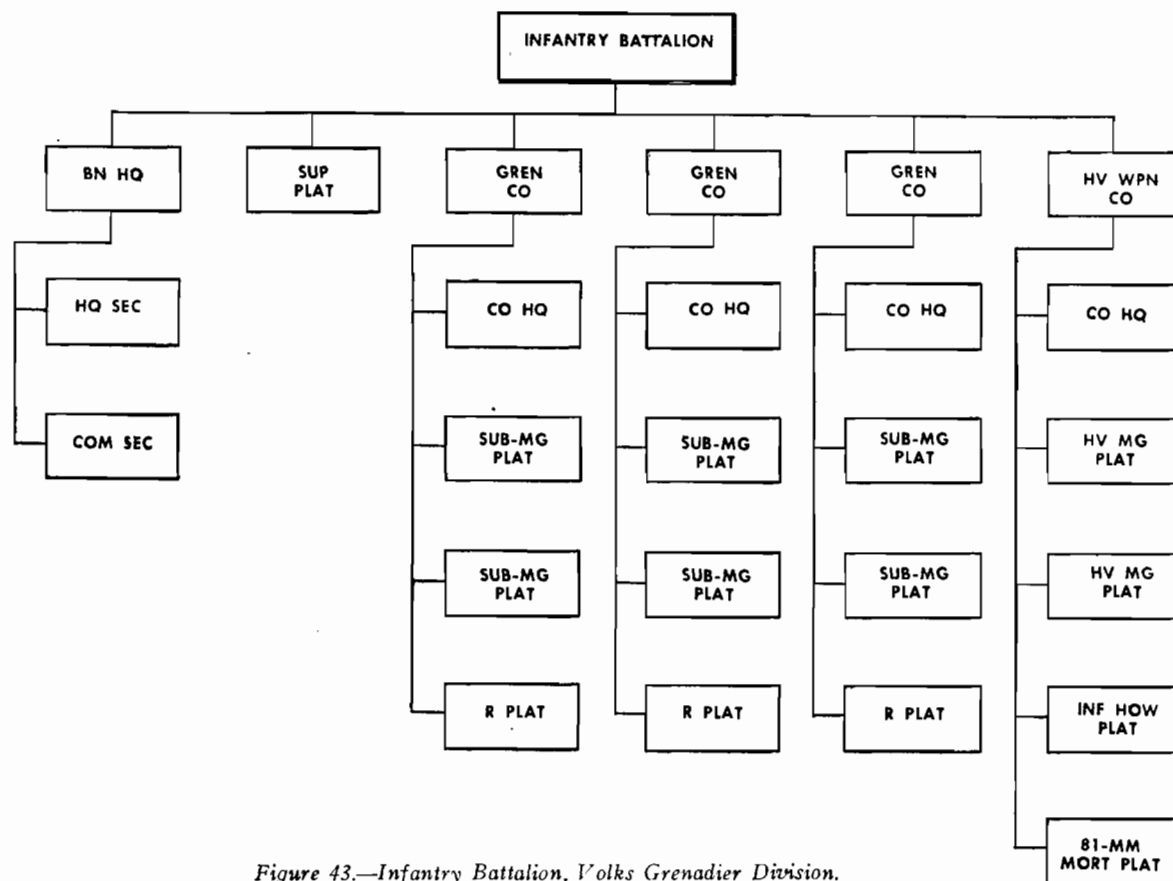 INFANTRY BATTALION
BN HQ
SUP
PLAT
GREN
CO
GREN
CO
GREN
CO
HV WPN
CO
HQ SEC
CO HQ
CO HQ
CO HQ
CO HQ
COM SEC
SUB-MG
PLAT
SUB-MG
PLAT
SUB-MG
PLAT
HV MG
PLAT
SUB-MG
PLAT
SUB-MG
PLAT
SUB-MG
PLAT
HV MG
PLAT
R PLAT
R PLAT
R PLAT
INF HOW
PLAT
81-MM
MORT PLAT
Figure 43.—Infantry Battalion, Volks Grenadier Division.